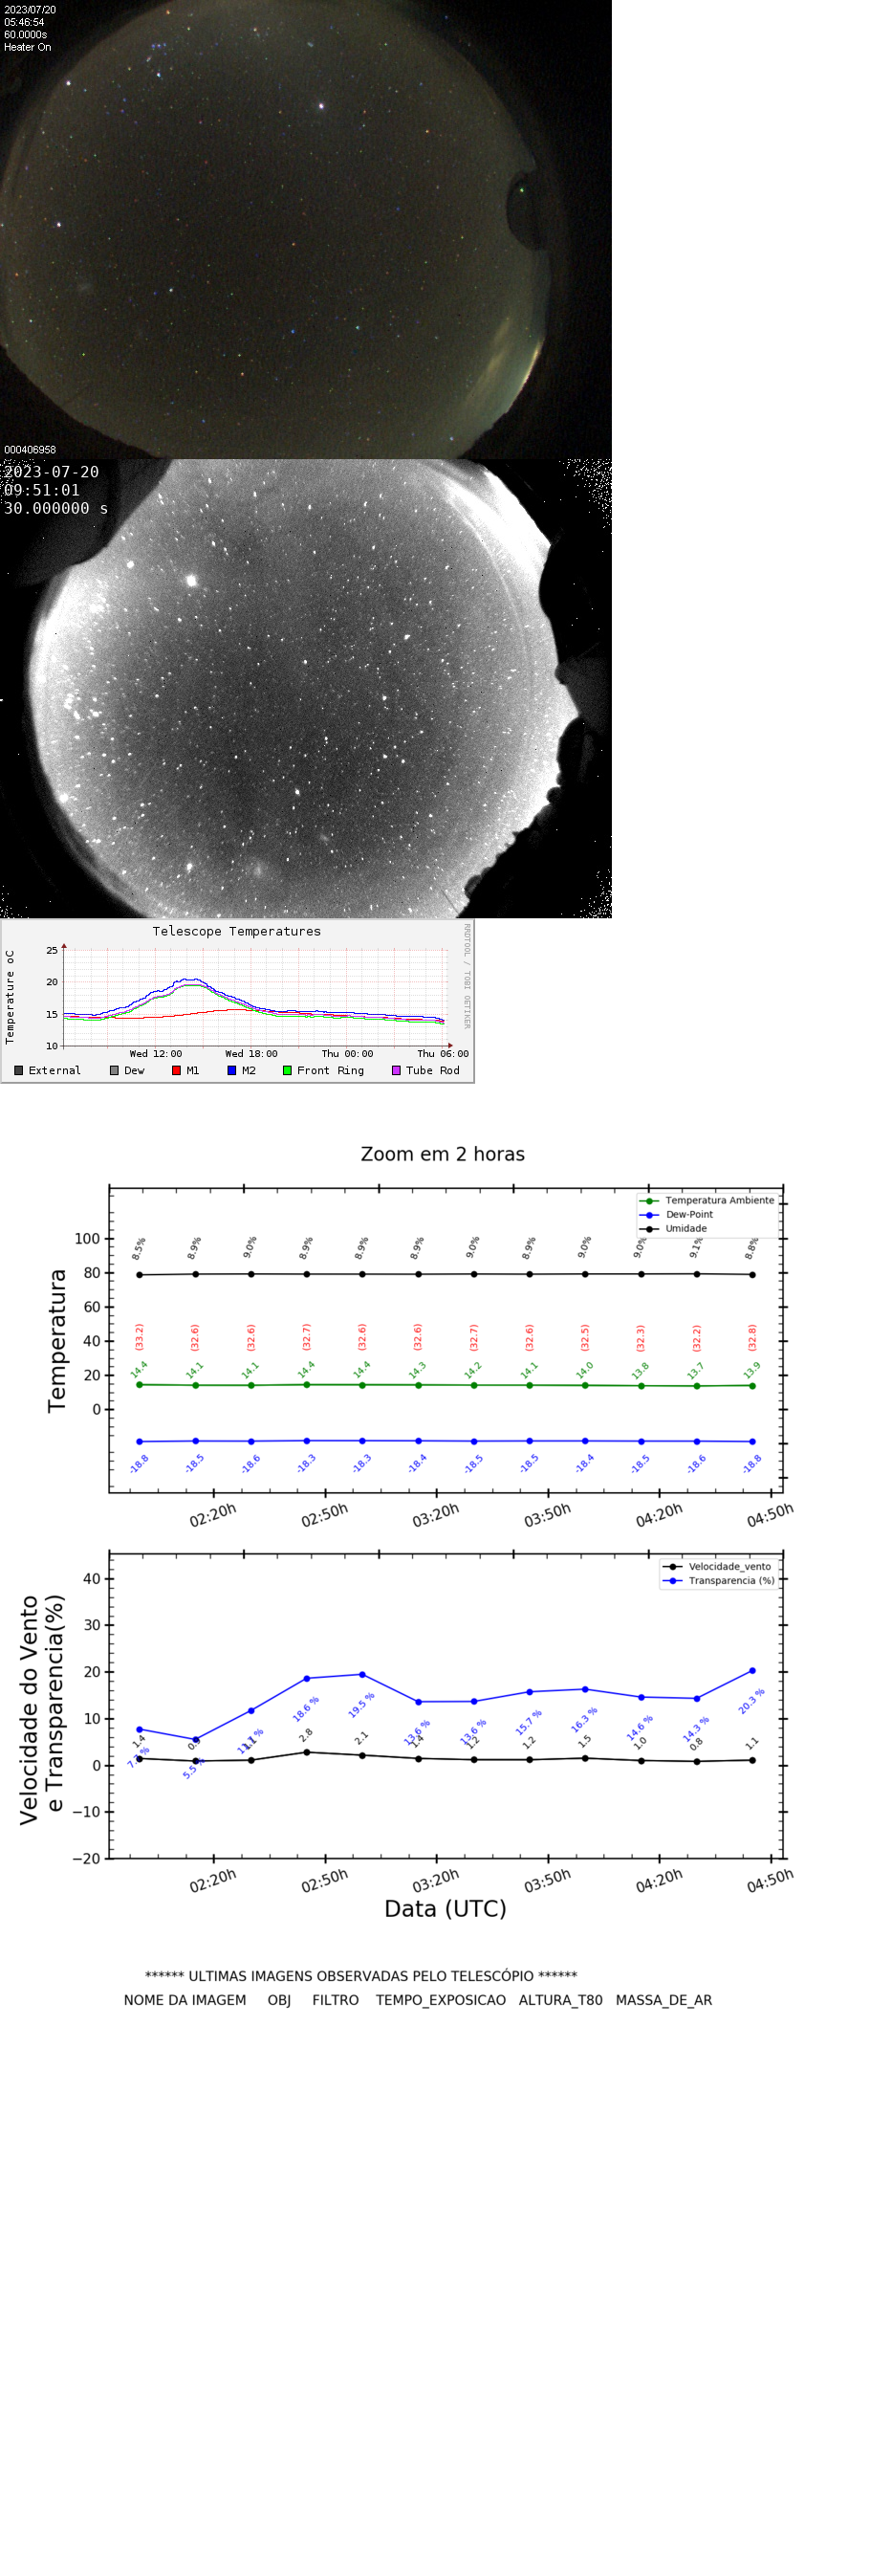 2023/07/20
05:46:54
60.0000s
Heater On
000406958
2023-07-20
09:51:01
30.000000 s
Telescope Temperatures
RRDTOOL / TOBI OETIKER
Temperature oC
25
20
15
10
Wed 12:00 Wed 18:00 Thu 00:00 Thu 06:00
External Dew M1 M2 Front Ring Tube Rod
Zoom em 2 horas
Temperatura Ambiente
Dew-Point
Umidade
Temperatura
100
80
60
40
20
0
8.5% 8.9% 9.0% 8.9% 8.9% 8.9% 9.0% 8.9% 9.0% 9.0% 9.1% 8.8%
(33.2) (32.6) (32.6) (32.7) (32.6) (32.6) (32.7) (32.6) (32.5) (32.3) (32.2) (32.8)
14.4 14.1 14.1 14.4 14.4 14.3 14.2 14.1 14.0 13.8 13.7 13.9
-18.8 -18.5 -18.6 -18.3 -18.3 -18.4 -18.5 -18.5 -18.4 -18.5 -18.6 -18.8
02:20h 02:50h 03:20h 03:50h 04:20h 04:50h
Velocidade_vento
Transparencia (%)
Velocidade do Vento
e Transparencia(%)
40
30
20
10
0
−10
−20
18.6 % 19.5 % 13.6 % 13.6 % 15.7 % 16.3 % 14.6 % 14.3 % 20.3 %
1.4 2.8 2.1 1.4 1.2 1.2 1.5 1.0 0.8 1.1
02:20h 02:50h 03:20h 03:50h 04:20h 04:50h
Data (UTC)
****** ULTIMAS IMAGENS OBSERVADAS PELO TELESCÓPIO ******
NOME DA IMAGEM OBJ FILTRO TEMPO_EXPOSICAO ALTURA_T80 MASSA_DE_AR